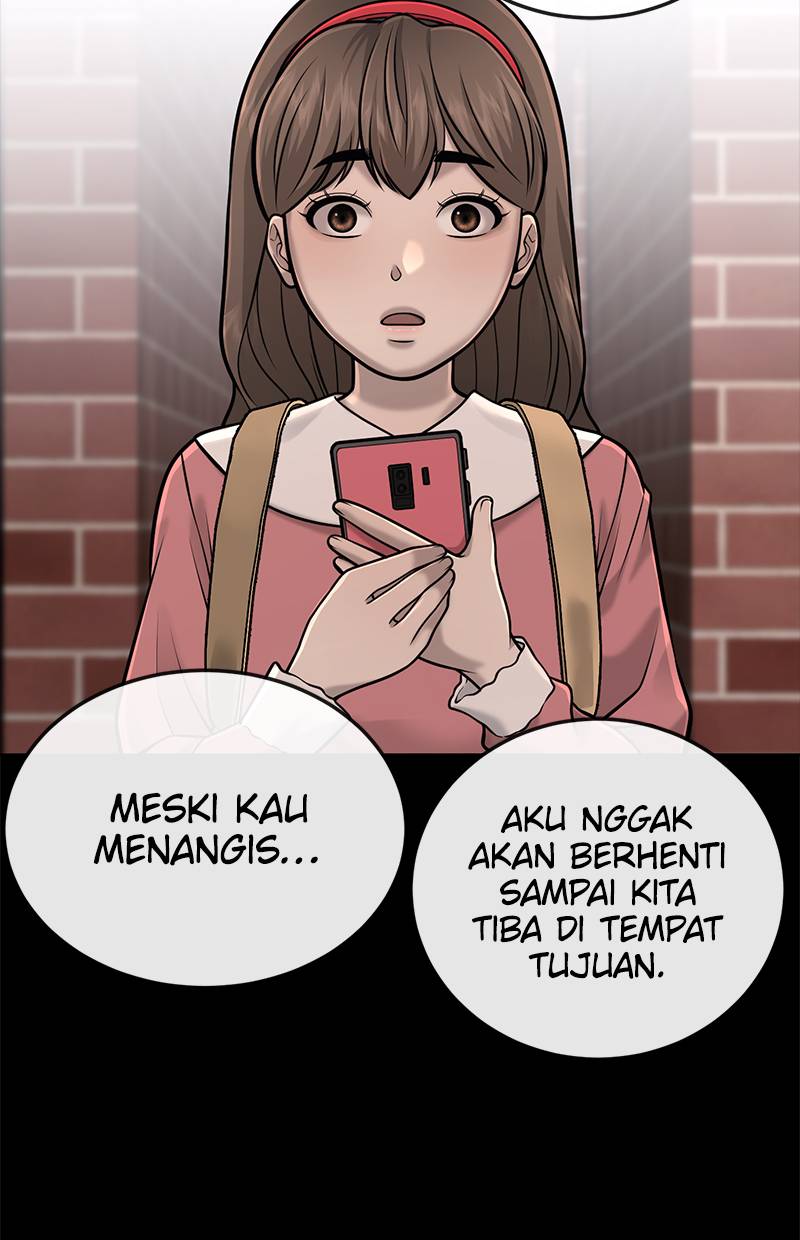 MESKI KAU
MENANGIS...
AKU NGGAK
AKAN BERHENTI
SAMPAI KITA
TIBA DI TEMPAT
TUJUAN.